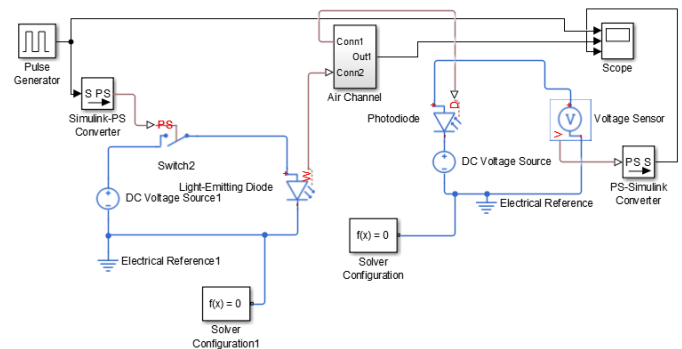 Pulse
Generator
S PS
Simulink-PS
Converter
PS
Switch2
DC Voltage Source1
Light-Emitting Diode
W
Electrical Reference1
f(x) = 0
Solver
Configuration1
Conn1
Out1
Conn2
Air Channel
Photodiode
D
DC Voltage Source
Electrical Reference
f(x) = 0
Solver
Configuration
Scope
V
Voltage Sensor
V
PS S
PS-Simulink
Converter